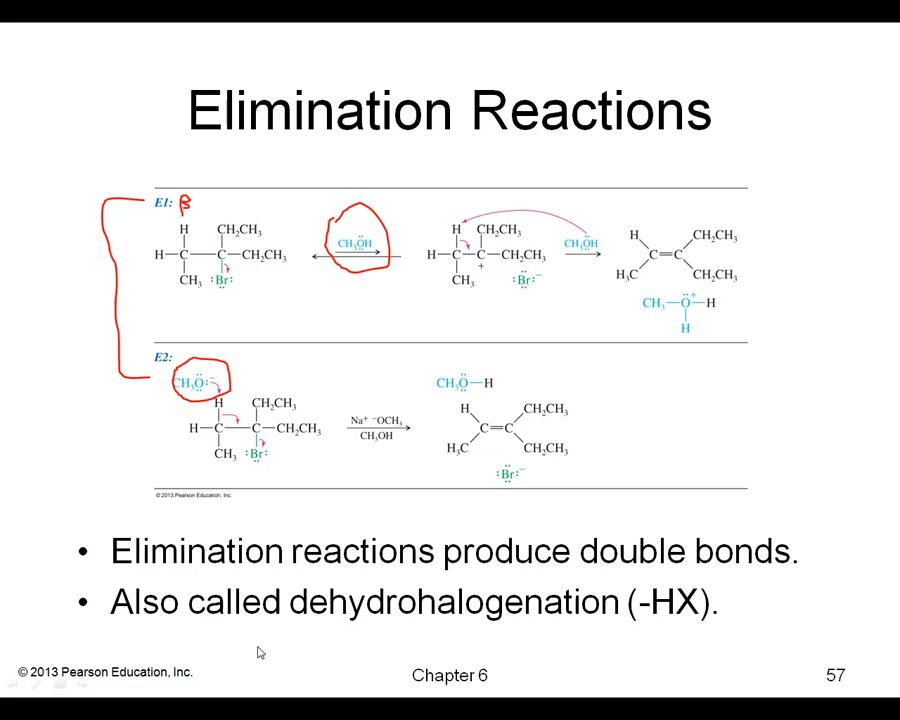 Elimination Reactions
E1: β
H CH₂CH₃ H CH₂CH₃ H CH₂CH₃
CH₃ÖH CH₃ÖH
H—C—C—CH₂CH₃ H—C—C—CH₂CH₃ C=C
+
CH₃ :Br: CH₃ :Br:⁻ H₃C CH₂CH₃
CH₃—O⁺—H
H
E2:
CH₃O:⁻ CH₃O—H
H CH₂CH₃ H CH₂CH₃
Na⁺ ⁻OCH₃
H—C—C—CH₂CH₃ C=C
CH₃OH
CH₃ :Br: H₃C CH₂CH₃
:Br:⁻
© 2013 Pearson Education, Inc.
• Elimination reactions produce double bonds.
• Also called dehydrohalogenation (-HX).
© 2013 Pearson Education, Inc. Chapter 6 57